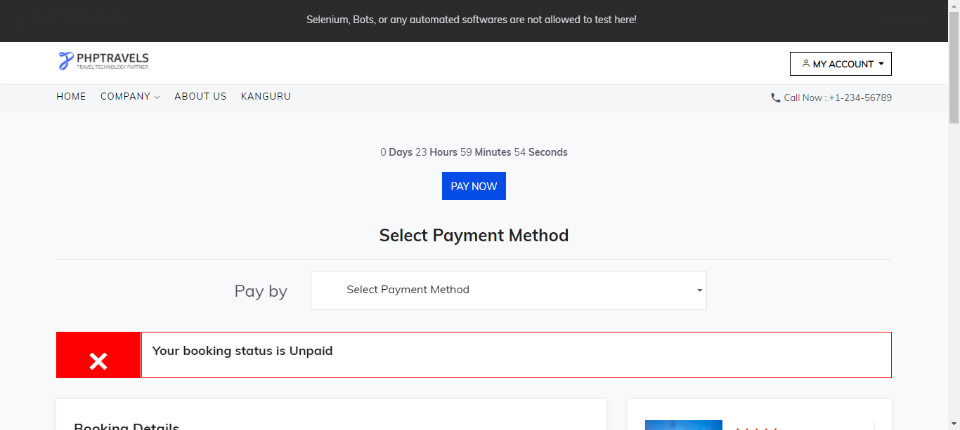 Selenium, Bots, or any automated softwares are not allowed to test here!
PHPTRAVELS
TRAVEL TECHNOLOGY PARTNER
MY ACCOUNT
HOME COMPANY ABOUT US KANGURU
Call Now : +1-234-56789
0 Days 23 Hours 59 Minutes 54 Seconds
PAY NOW
Select Payment Method
Pay by
Select Payment Method
Your booking status is Unpaid
Booking Details